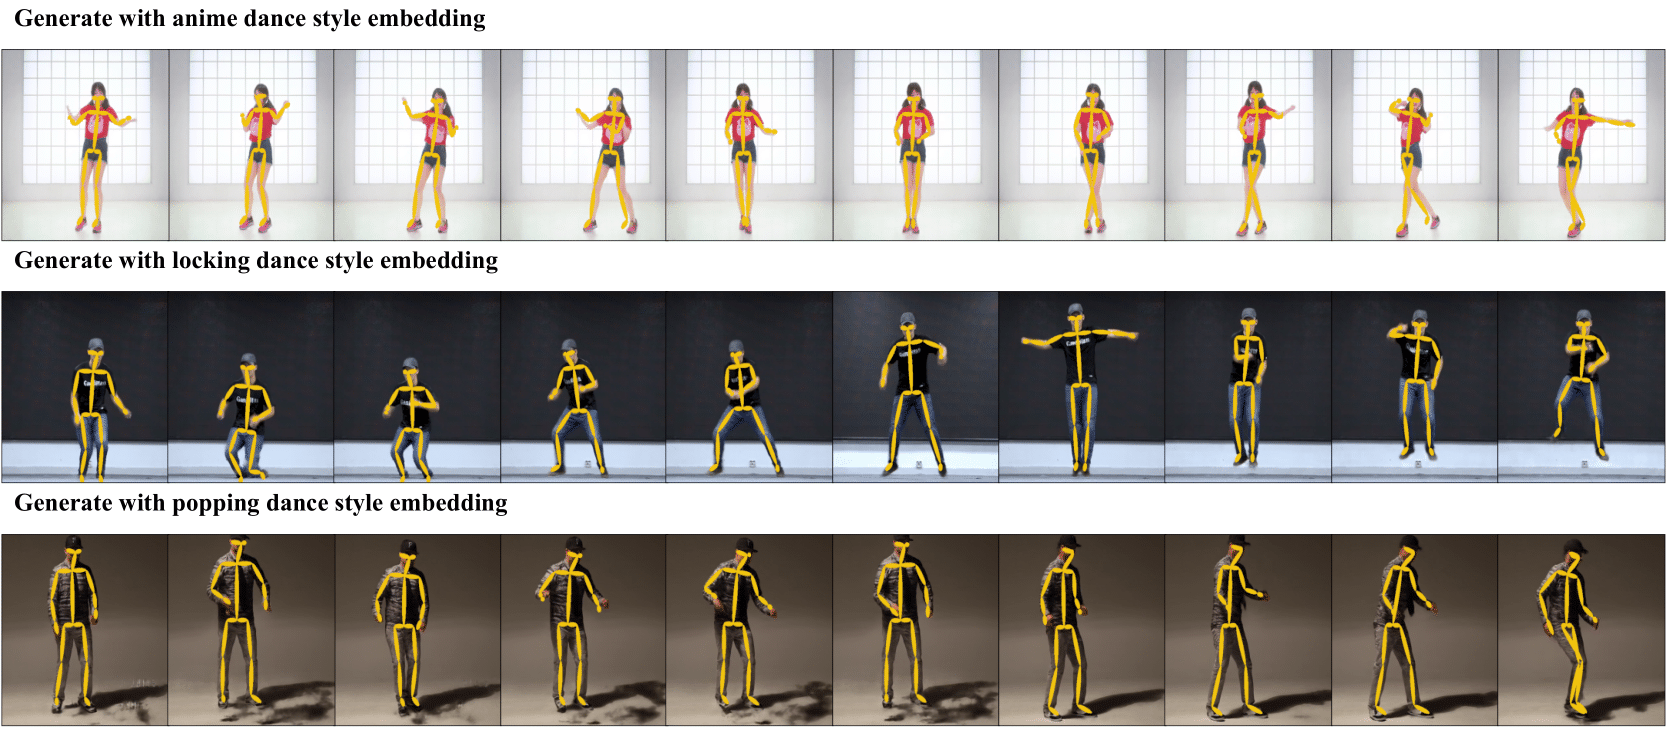 Generate with anime dance style embedding
Generate with locking dance style embedding
Generate with popping dance style embedding